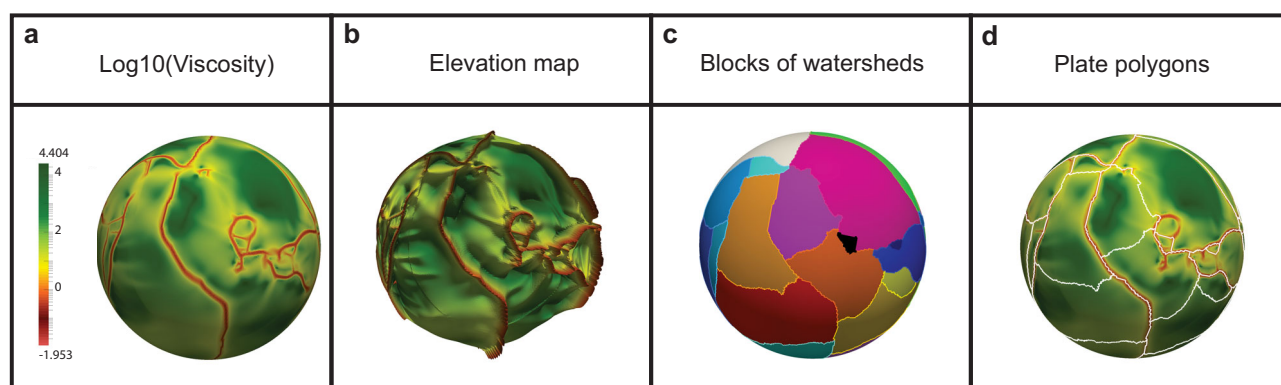 a
Log10(Viscosity)
b
Elevation map
c
Blocks of watersheds
d
Plate polygons
4.404
4
2
0
-1.953